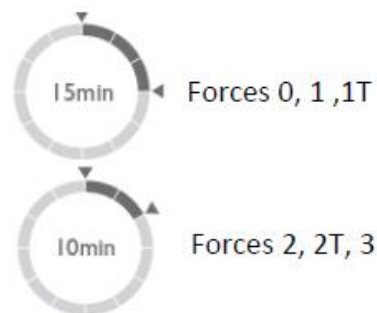 15min
Forces 0, 1 ,1T
10min
Forces 2, 2T, 3